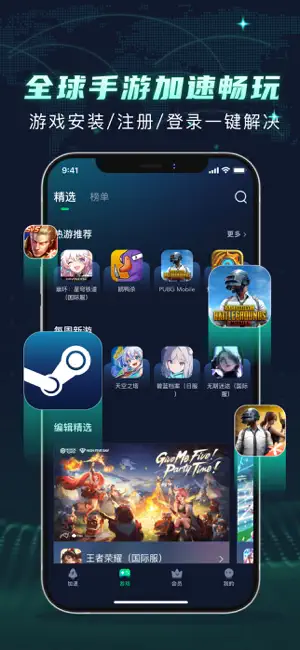 全球手游加速畅玩
游戏安装/注册/登录一键解决
9:41
精选 榜单
热游推荐 更多 >
崩坏：星穹铁道（国际服）
鹅鸭杀
PUBG Mobile
BATTLEGROUNDS
每周新游
天空之塔
碧蓝档案（日服）
无期迷途（国际服）
编辑精选
Give Me Five!
Party Time!
王者荣耀（国际服）
加速 发现 会员 我的